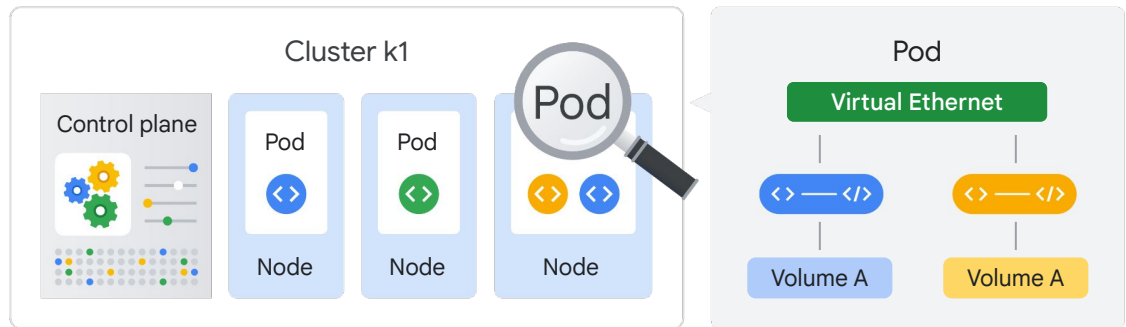 Cluster k1
Control plane
Pod
<>
Node
Pod
<>
Node
Pod
<> <>
Node
Pod
Virtual Ethernet
<> — </>
<> — </>
Volume A
Volume A